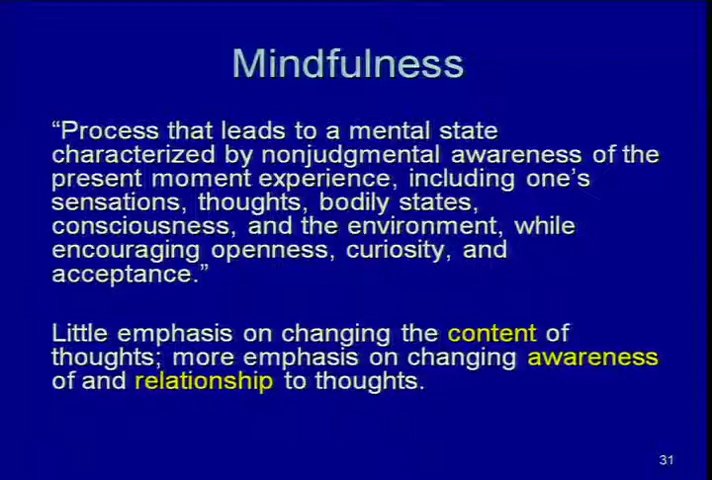 Mindfulness
“Process that leads to a mental state
characterized by nonjudgmental awareness of the
present moment experience, including one’s
sensations, thoughts, bodily states,
consciousness, and the environment, while
encouraging openness, curiosity, and
acceptance.”
Little emphasis on changing the content of
thoughts; more emphasis on changing awareness
of and relationship to thoughts.
31